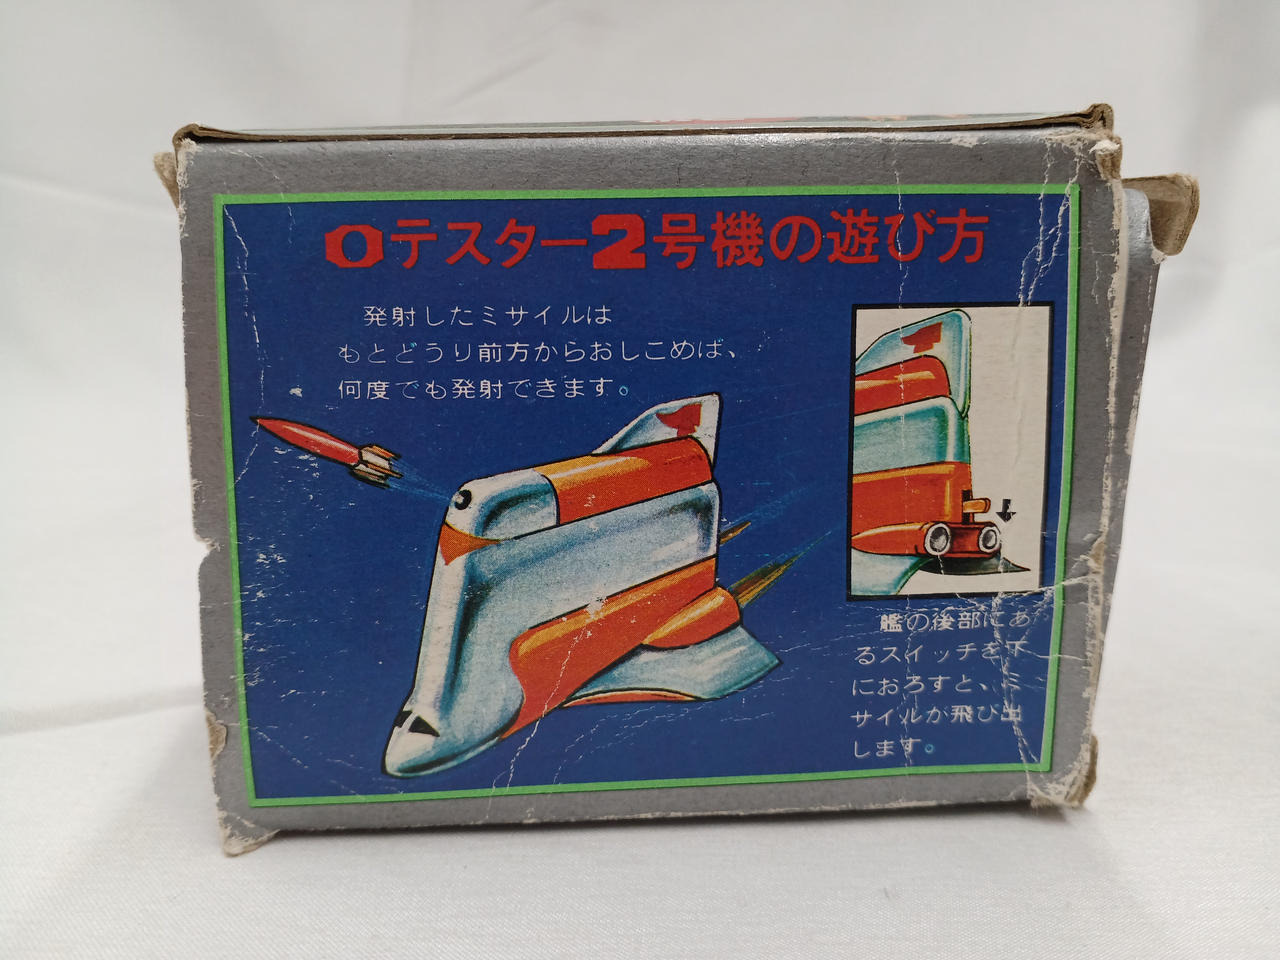 0テスター2号機の遊び方
発射したミサイルは
もとどうり前方からおしこめば、
何度でも発射できます。
艦の後部にあ
るスイッチを下
におろすと、ミ
サイルが飛び出
します。